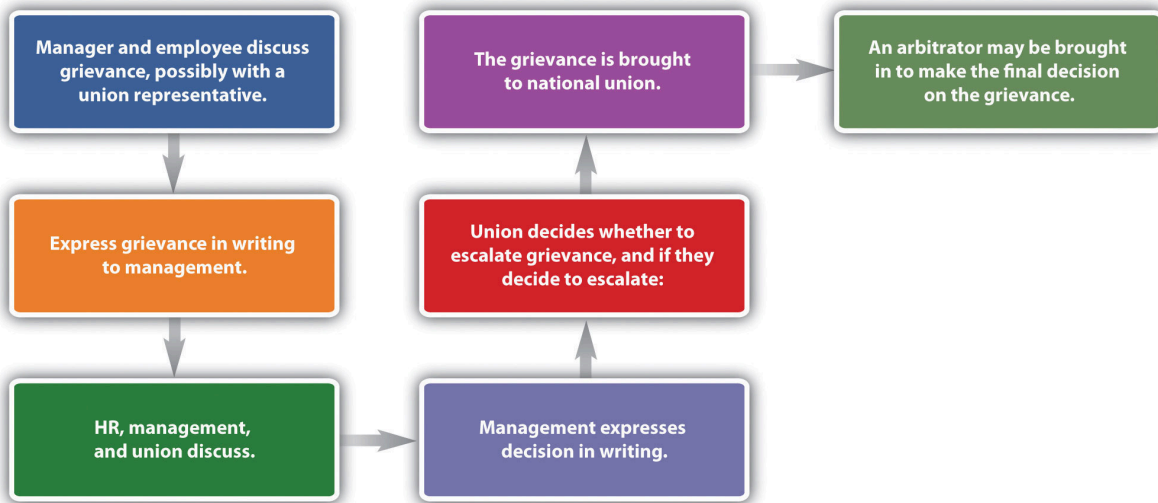 Manager and employee discuss
grievance, possibly with a
union representative.
Express grievance in writing
to management.
HR, management,
and union discuss.
Management expresses
decision in writing.
Union decides whether to
escalate grievance, and if they
decide to escalate:
The grievance is brought
to national union.
An arbitrator may be brought
in to make the final decision
on the grievance.